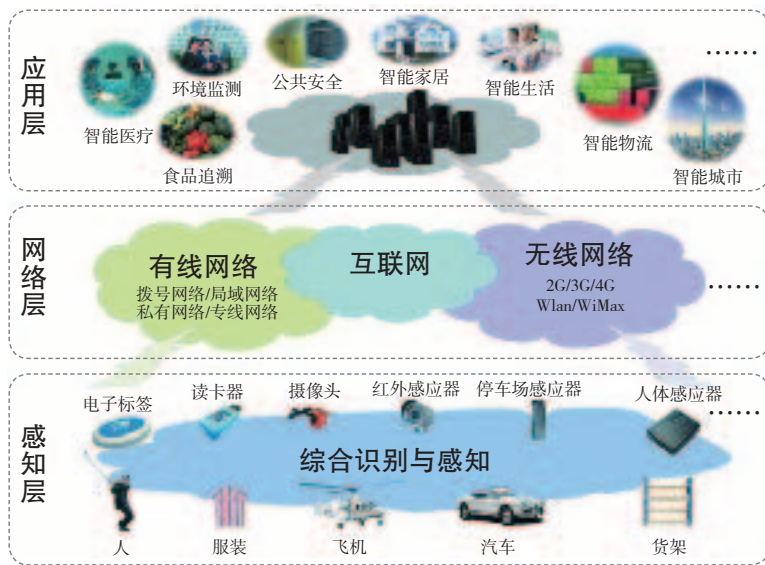 应用层
环境监测
公共安全
智能家居
智能生活
……
智能医疗
食品追溯
智能物流
智能城市
网络层
有线网络
拨号网络/局域网络
私有网络/专线网络
互联网
无线网络
2G/3G/4G
Wlan/WiMax
……
感知层
电子标签
读卡器
摄像头
红外感应器
停车场感应器
人体感应器
……
综合识别与感知
人
服装
飞机
汽车
货架